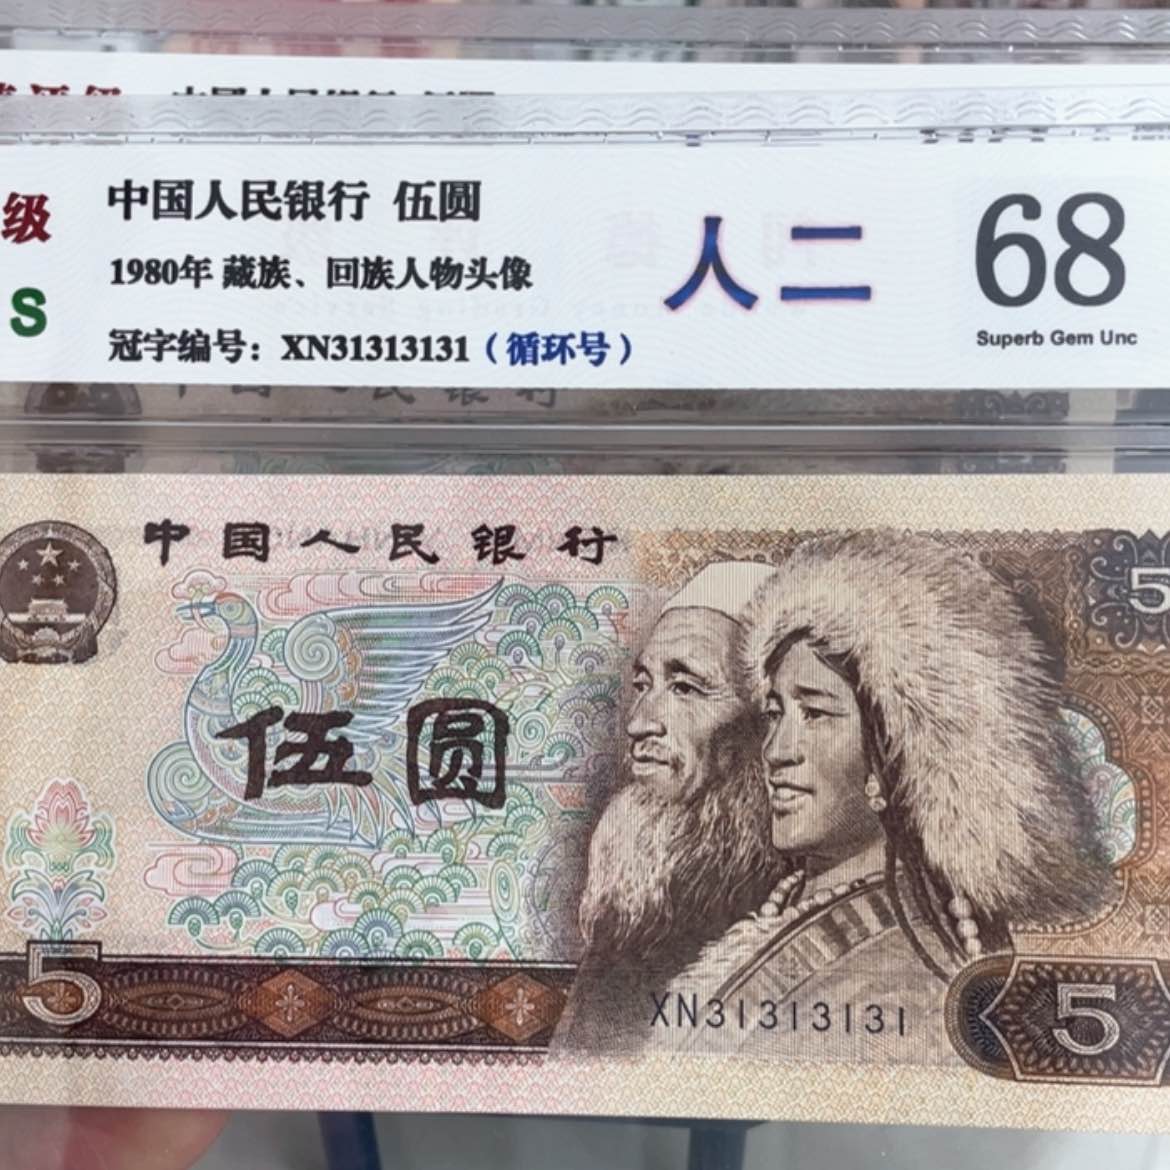 中国人民银行 伍圆
级
1980年 藏族、回族人物头像
人二
68
S
冠字编号：XN31313131（循环号）
Superb Gem Unc
中国人民银行
5
伍圆
5
XN31313131
5